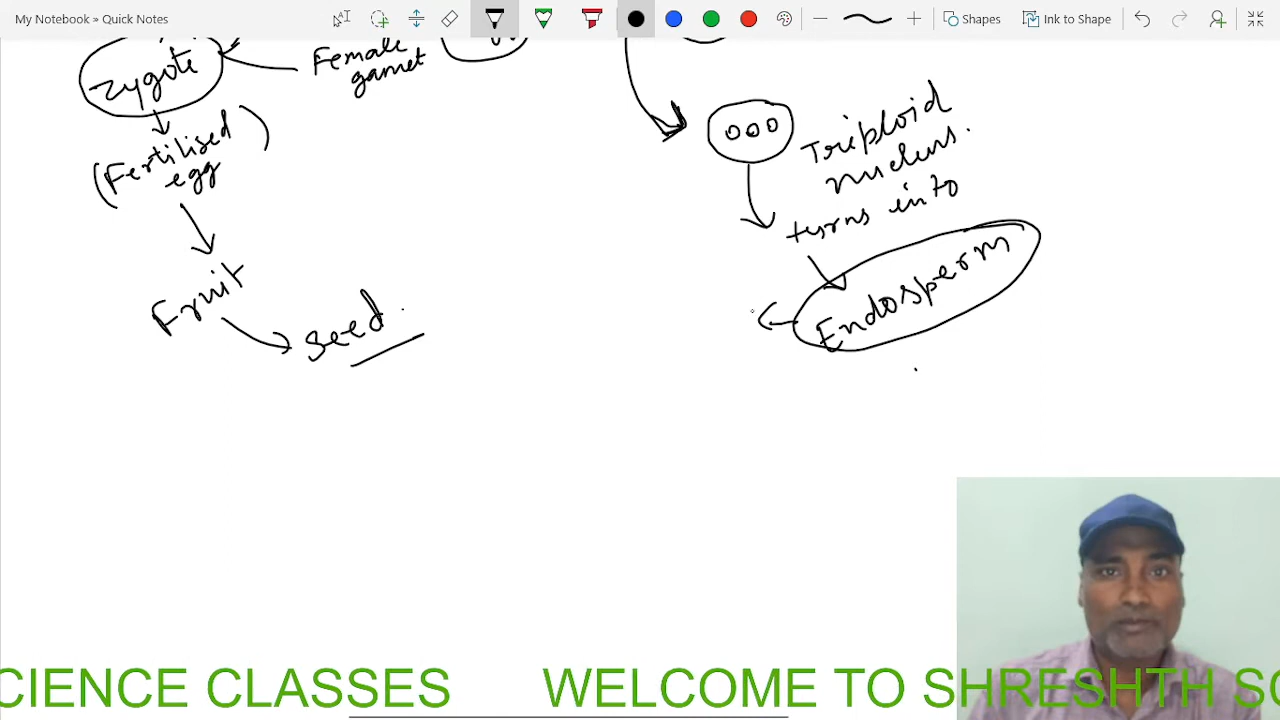 My Notebook » Quick Notes
Shapes
Ink to Shape
Zygote
Female
gamet
(Fertilised
egg)
Fruit
Seed
Triploid
nucleus.
turns into
Endosperm
CIENCE CLASSES WELCOME TO SHRESHTH SC